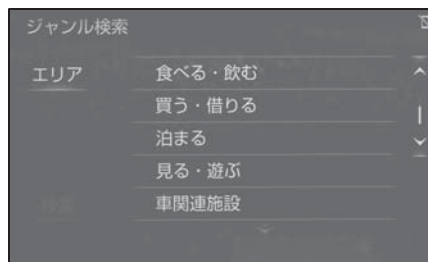 ジャンル検索
エリア
食べる・飲む
買う・借りる
泊まる
見る・遊ぶ
車関連施設